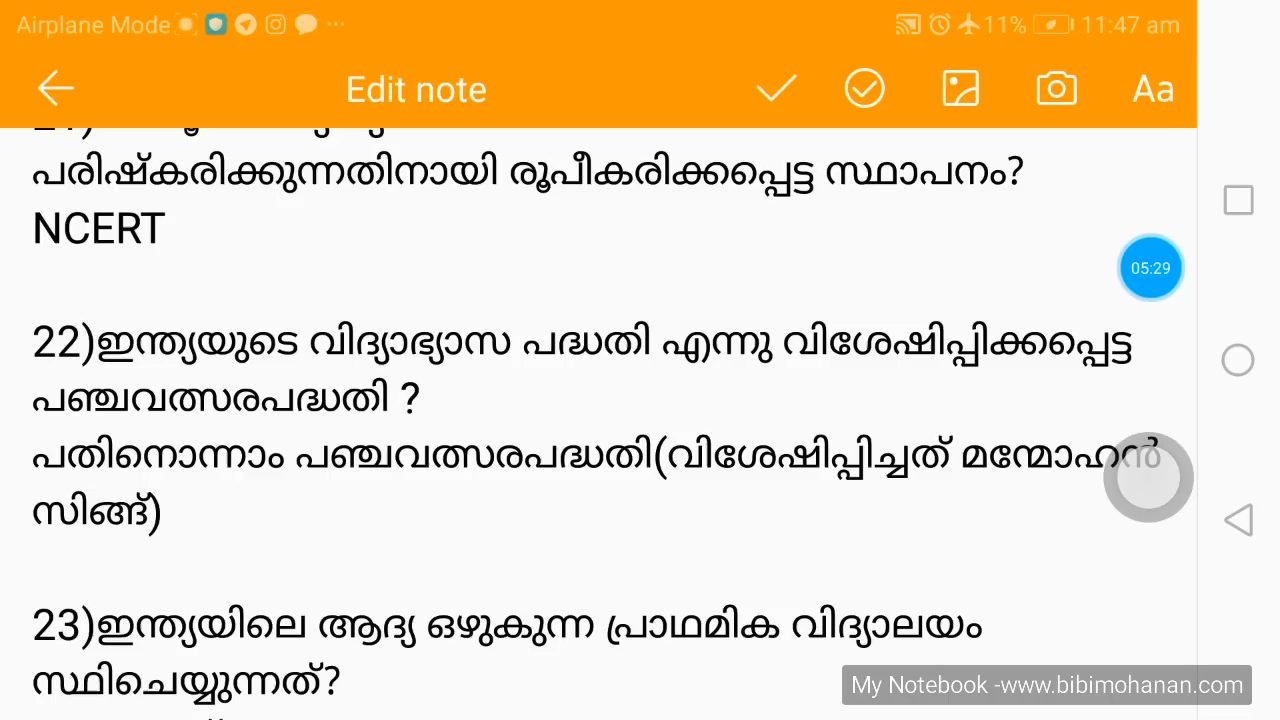 Airplane Mode
11% 11:47 am
Edit note
Aa
പരിഷ്കരിക്കുന്നതിനായി രൂപീകരിക്കപ്പെട്ട സ്ഥാപനം?
NCERT
05:29
22)ഇന്ത്യയുടെ വിദ്യാഭ്യാസ പദ്ധതി എന്നു വിശേഷിപ്പിക്കപ്പെട്ട
പഞ്ചവത്സരപദ്ധതി ?
പതിനൊന്നാം പഞ്ചവത്സരപദ്ധതി(വിശേഷിപ്പിച്ചത് മന്മോഹൻ
സിങ്ങ്)
23)ഇന്ത്യയിലെ ആദ്യ ഒഴുകുന്ന പ്രാഥമിക വിദ്യാലയം
സ്ഥിചെയ്യുന്നത്?
My Notebook -www.bibimohanan.com